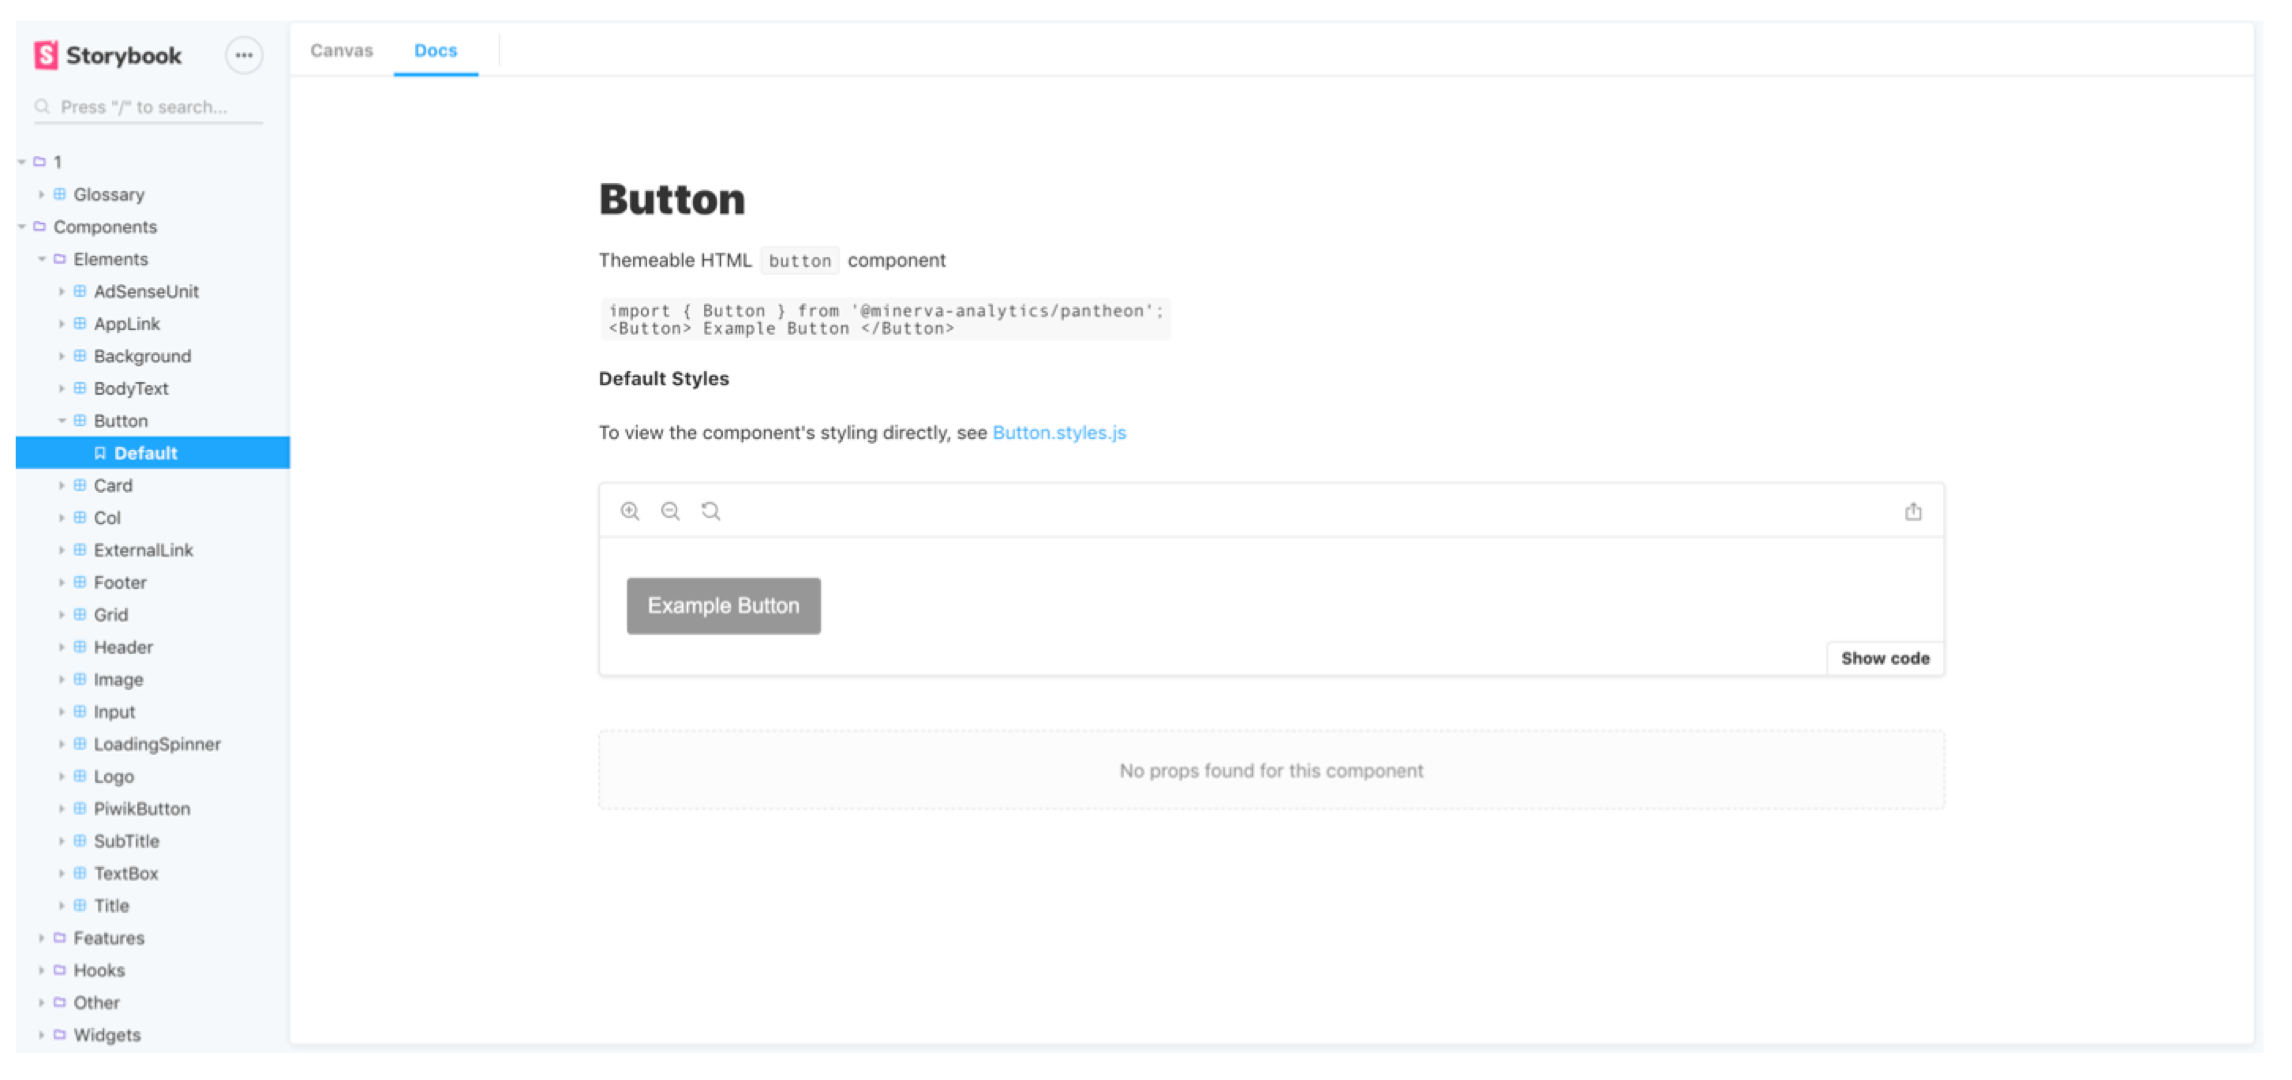 Storybook
Press "/" to search...
1
Glossary
Components
Elements
AdSenseUnit
AppLink
Background
BodyText
Button
Default
Card
Col
ExternalLink
Footer
Grid
Header
Image
Input
LoadingSpinner
Logo
PiwikButton
SubTitle
TextBox
Title
Features
Hooks
Other
Widgets
Canvas Docs
Button
Themeable HTML button component
import { Button } from '@minerva-analytics/pantheon';
<Button> Example Button </Button>
Default Styles
To view the component's styling directly, see Button.styles.js
Example Button
Show code
No props found for this component